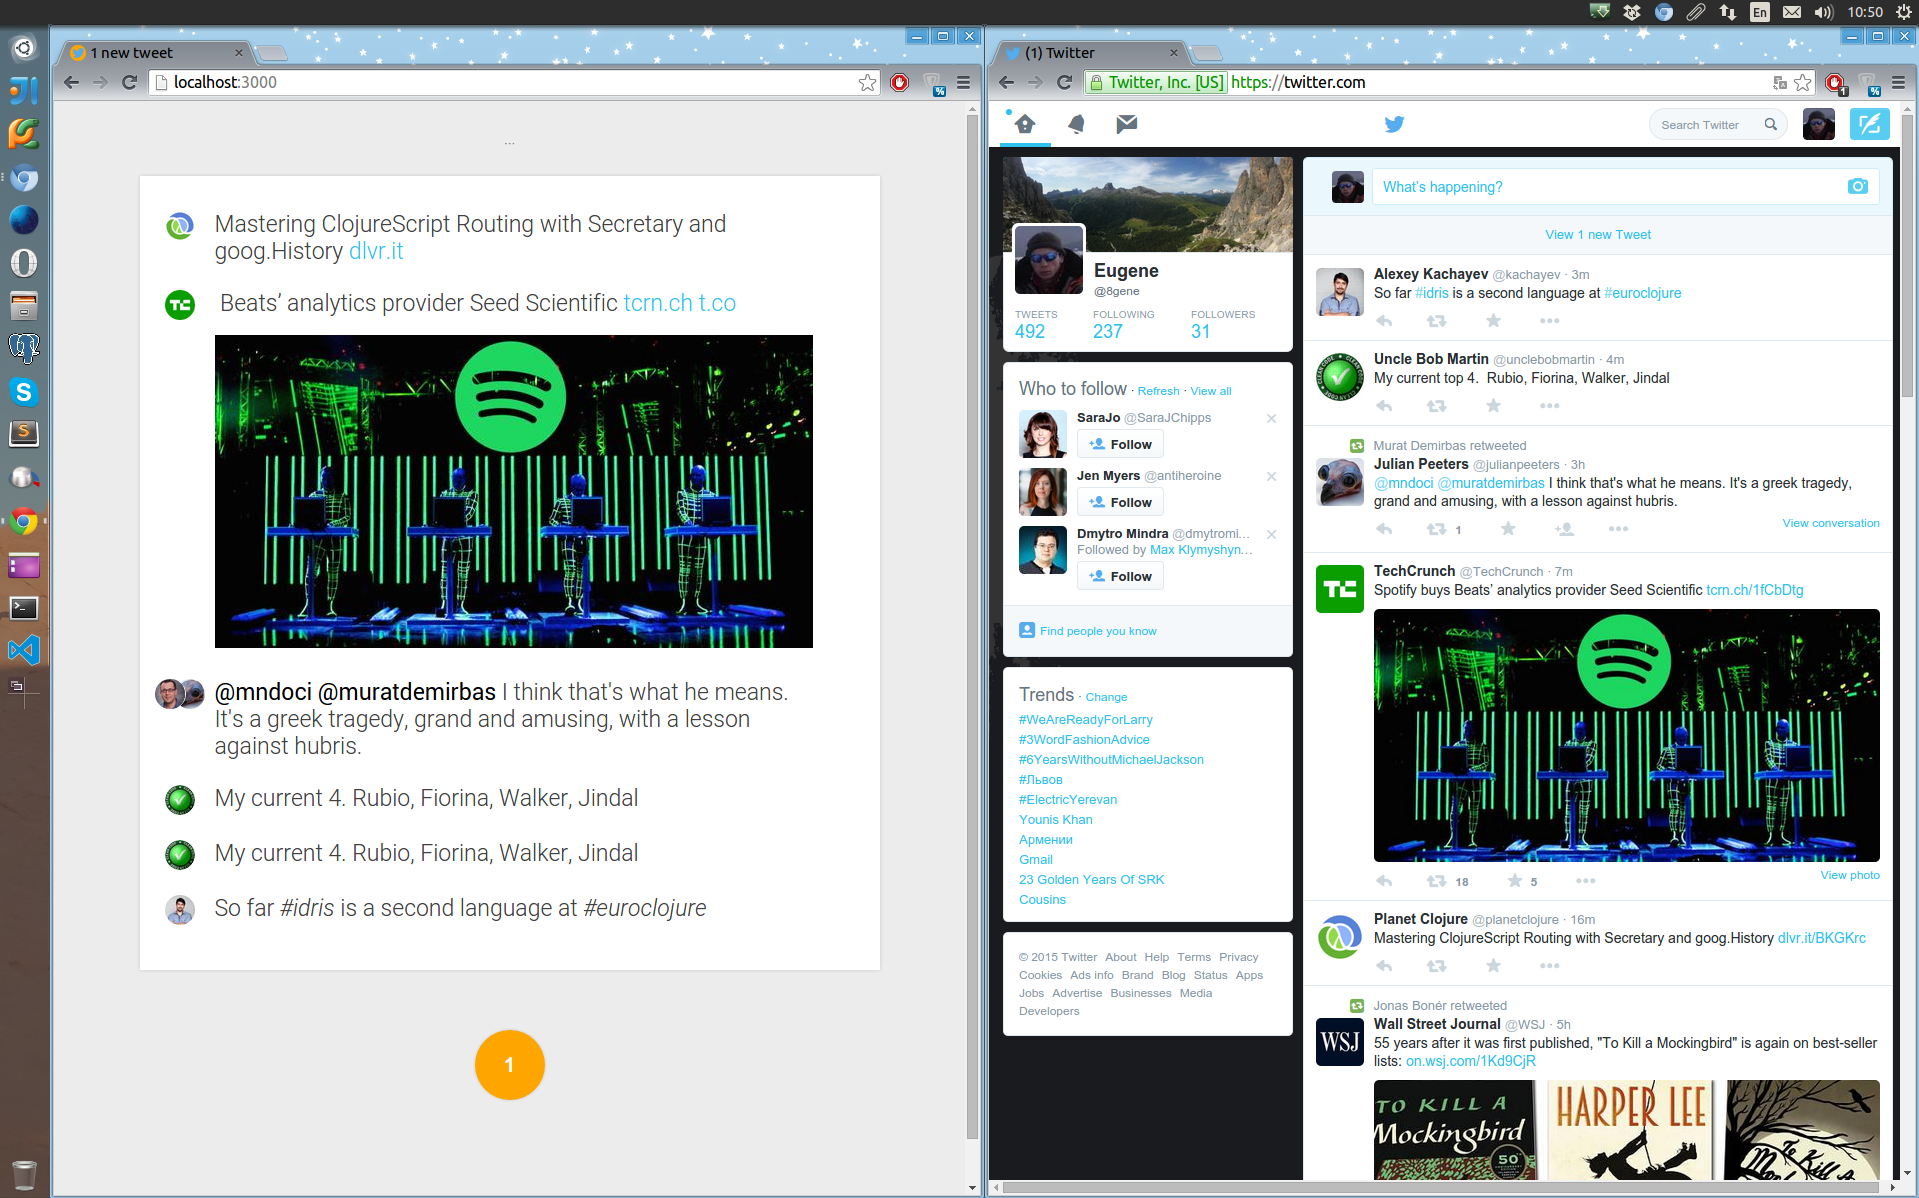 En
10:50
1 new tweet
localhost:3000
...
Mastering ClojureScript Routing with Secretary and
goog.History dlvr.it
TC
Beats’ analytics provider Seed Scientific tcrn.ch t.co
@mndoci @muratdemirbas I think that's what he means.
It's a greek tragedy, grand and amusing, with a lesson
against hubris.
My current 4. Rubio, Fiorina, Walker, Jindal
My current 4. Rubio, Fiorina, Walker, Jindal
So far #idris is a second language at #euroclojure
1
(1) Twitter
Twitter, Inc. [US] https://twitter.com
1
Search Twitter
Eugene
@8gene
TWEETS FOLLOWING FOLLOWERS
492 237 31
Who to follow · Refresh · View all
SaraJo @SaraJChipps
Follow
Jen Myers @antiheroine
Follow
Dmytro Mindra @dmytromi...
Followed by Max Klymyshyn...
Follow
Find people you know
Trends · Change
#WeAreReadyForLarry
#3WordFashionAdvice
#6YearsWithoutMichaelJackson
#Львов
#ElectricYerevan
Younis Khan
Армении
Gmail
23 Golden Years Of SRK
Cousins
© 2015 Twitter About Help Terms Privacy
Cookies Ads info Brand Blog Status Apps
Jobs Advertise Businesses Media
Developers
What's happening?
View 1 new Tweet
Alexey Kachayev @kachayev · 3m
So far #idris is a second language at #euroclojure
Uncle Bob Martin @unclebobmartin · 4m
My current top 4. Rubio, Fiorina, Walker, Jindal
Murat Demirbas retweeted
Julian Peeters @julianpeeters · 3h
@mndoci @muratdemirbas I think that's what he means. It's a greek tragedy,
grand and amusing, with a lesson against hubris.
1
View conversation
TechCrunch @TechCrunch · 7m
TC
Spotify buys Beats’ analytics provider Seed Scientific tcrn.ch/1fCbDtg
18 5
View photo
Planet Clojure @planetclojure · 16m
Mastering ClojureScript Routing with Secretary and goog.History dlvr.it/BKGKrc
Jonas Bonér retweeted
Wall Street Journal @WSJ · 5h
WSJ
55 years after it was first published, "To Kill a Mockingbird" is again on best-seller
lists: on.wsj.com/1Kd9CjR
TO KILL A
Mockingbird
50
HARPER LEE
To Kill a